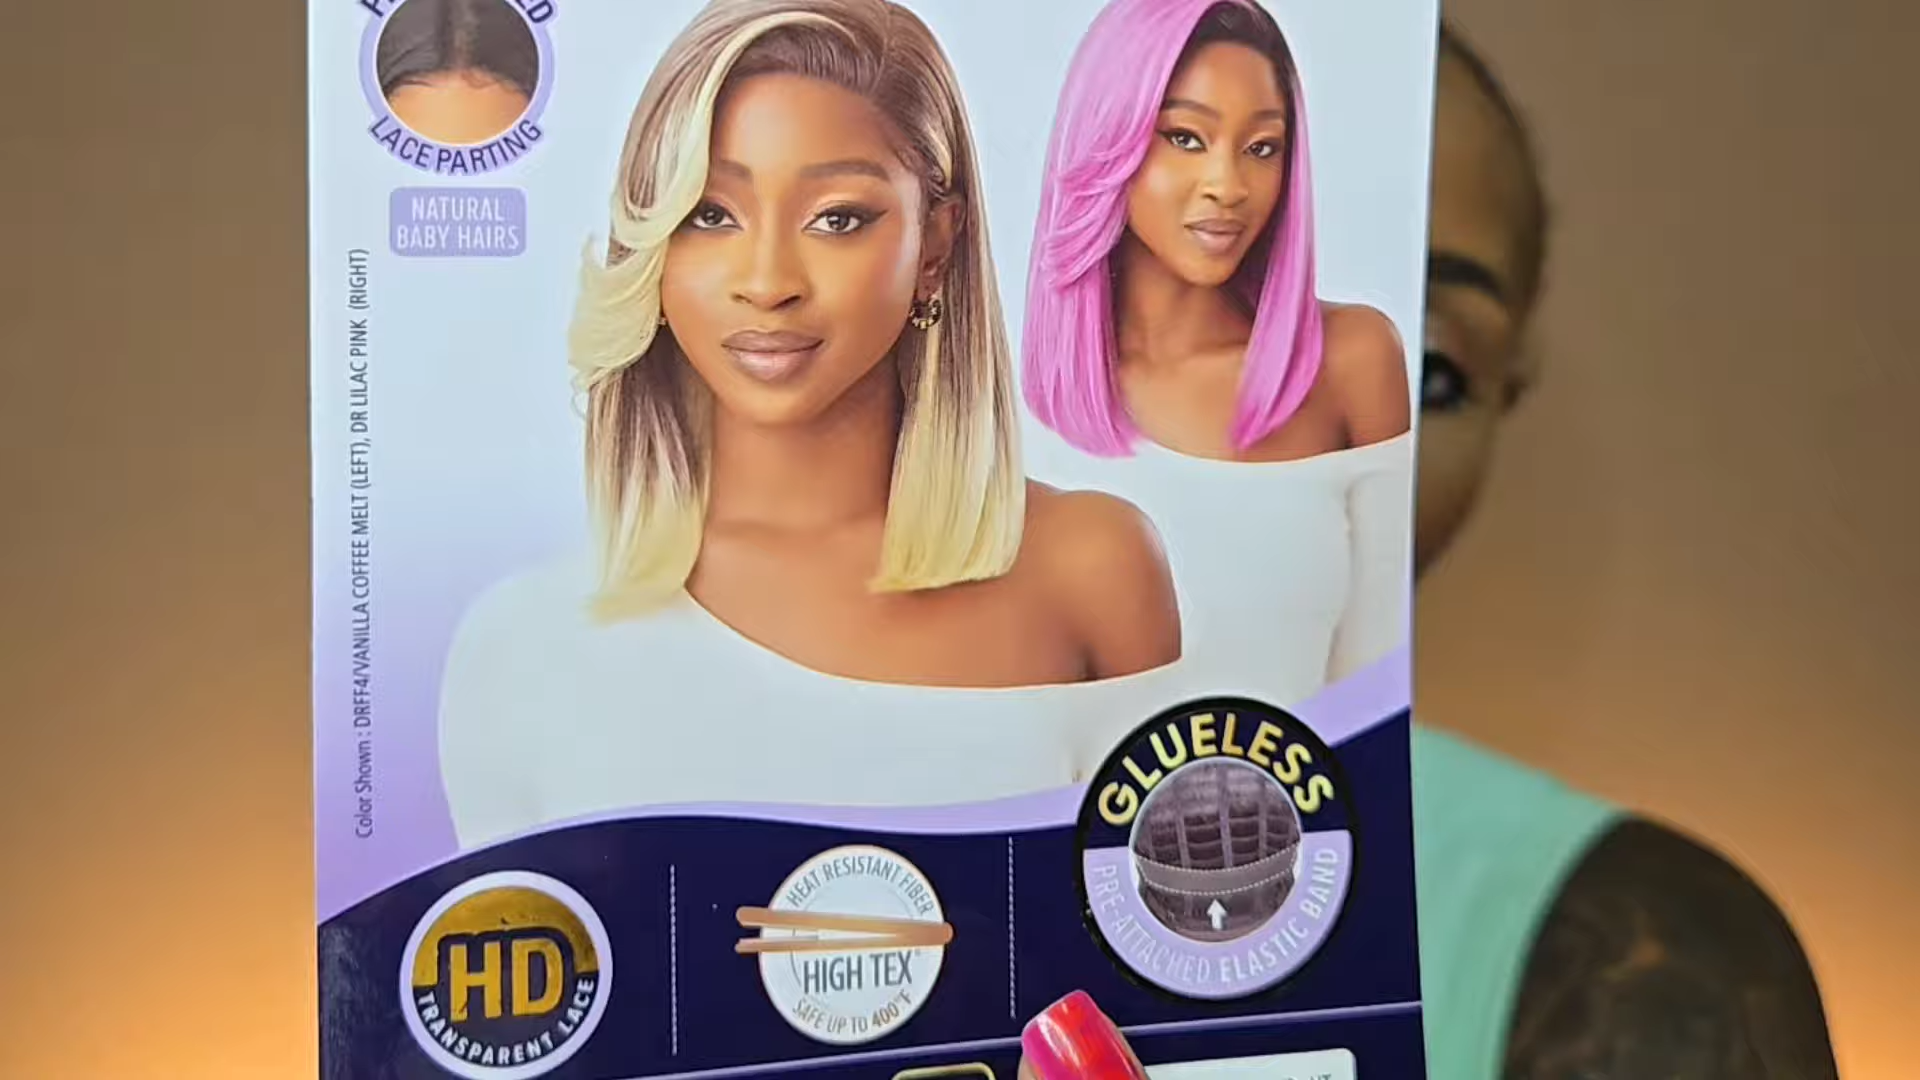 LACE PARTING
NATURAL
BABY HAIRS
Color Shown : DRFF4/VANILLA COFFEE MELT (LEFT), DR LILAC PINK (RIGHT)
GLUELESS
PRE-ATTACHED ELASTIC BAND
HEAT RESISTANT FIBER
HIGH TEX®
SAFE UP TO 400°F
HD
TRANSPARENT LACE